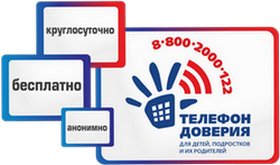 круглосуточно
бесплатно
анонимно
8-800-2000-122
ТЕЛЕФОН
ДОВЕРИЯ
ДЛЯ ДЕТЕЙ, ПОДРОСТКОВ
И ИХ РОДИТЕЛЕЙ